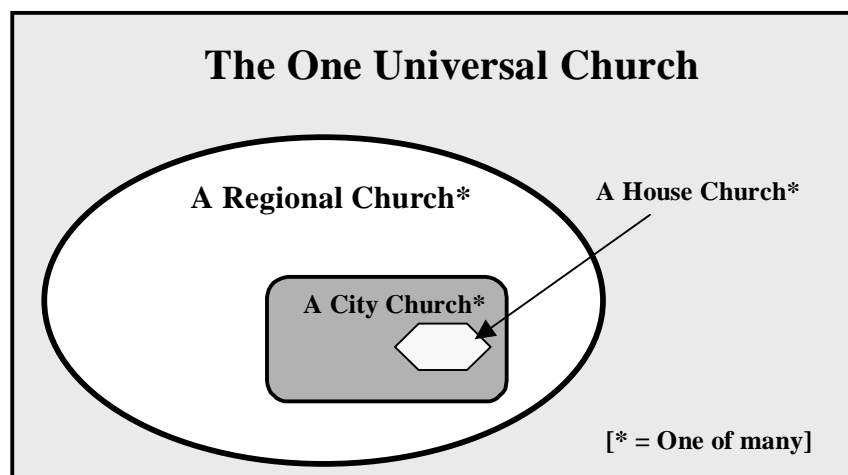 The One Universal Church
A Regional Church*
A House Church*
A City Church*
[* = One of many]